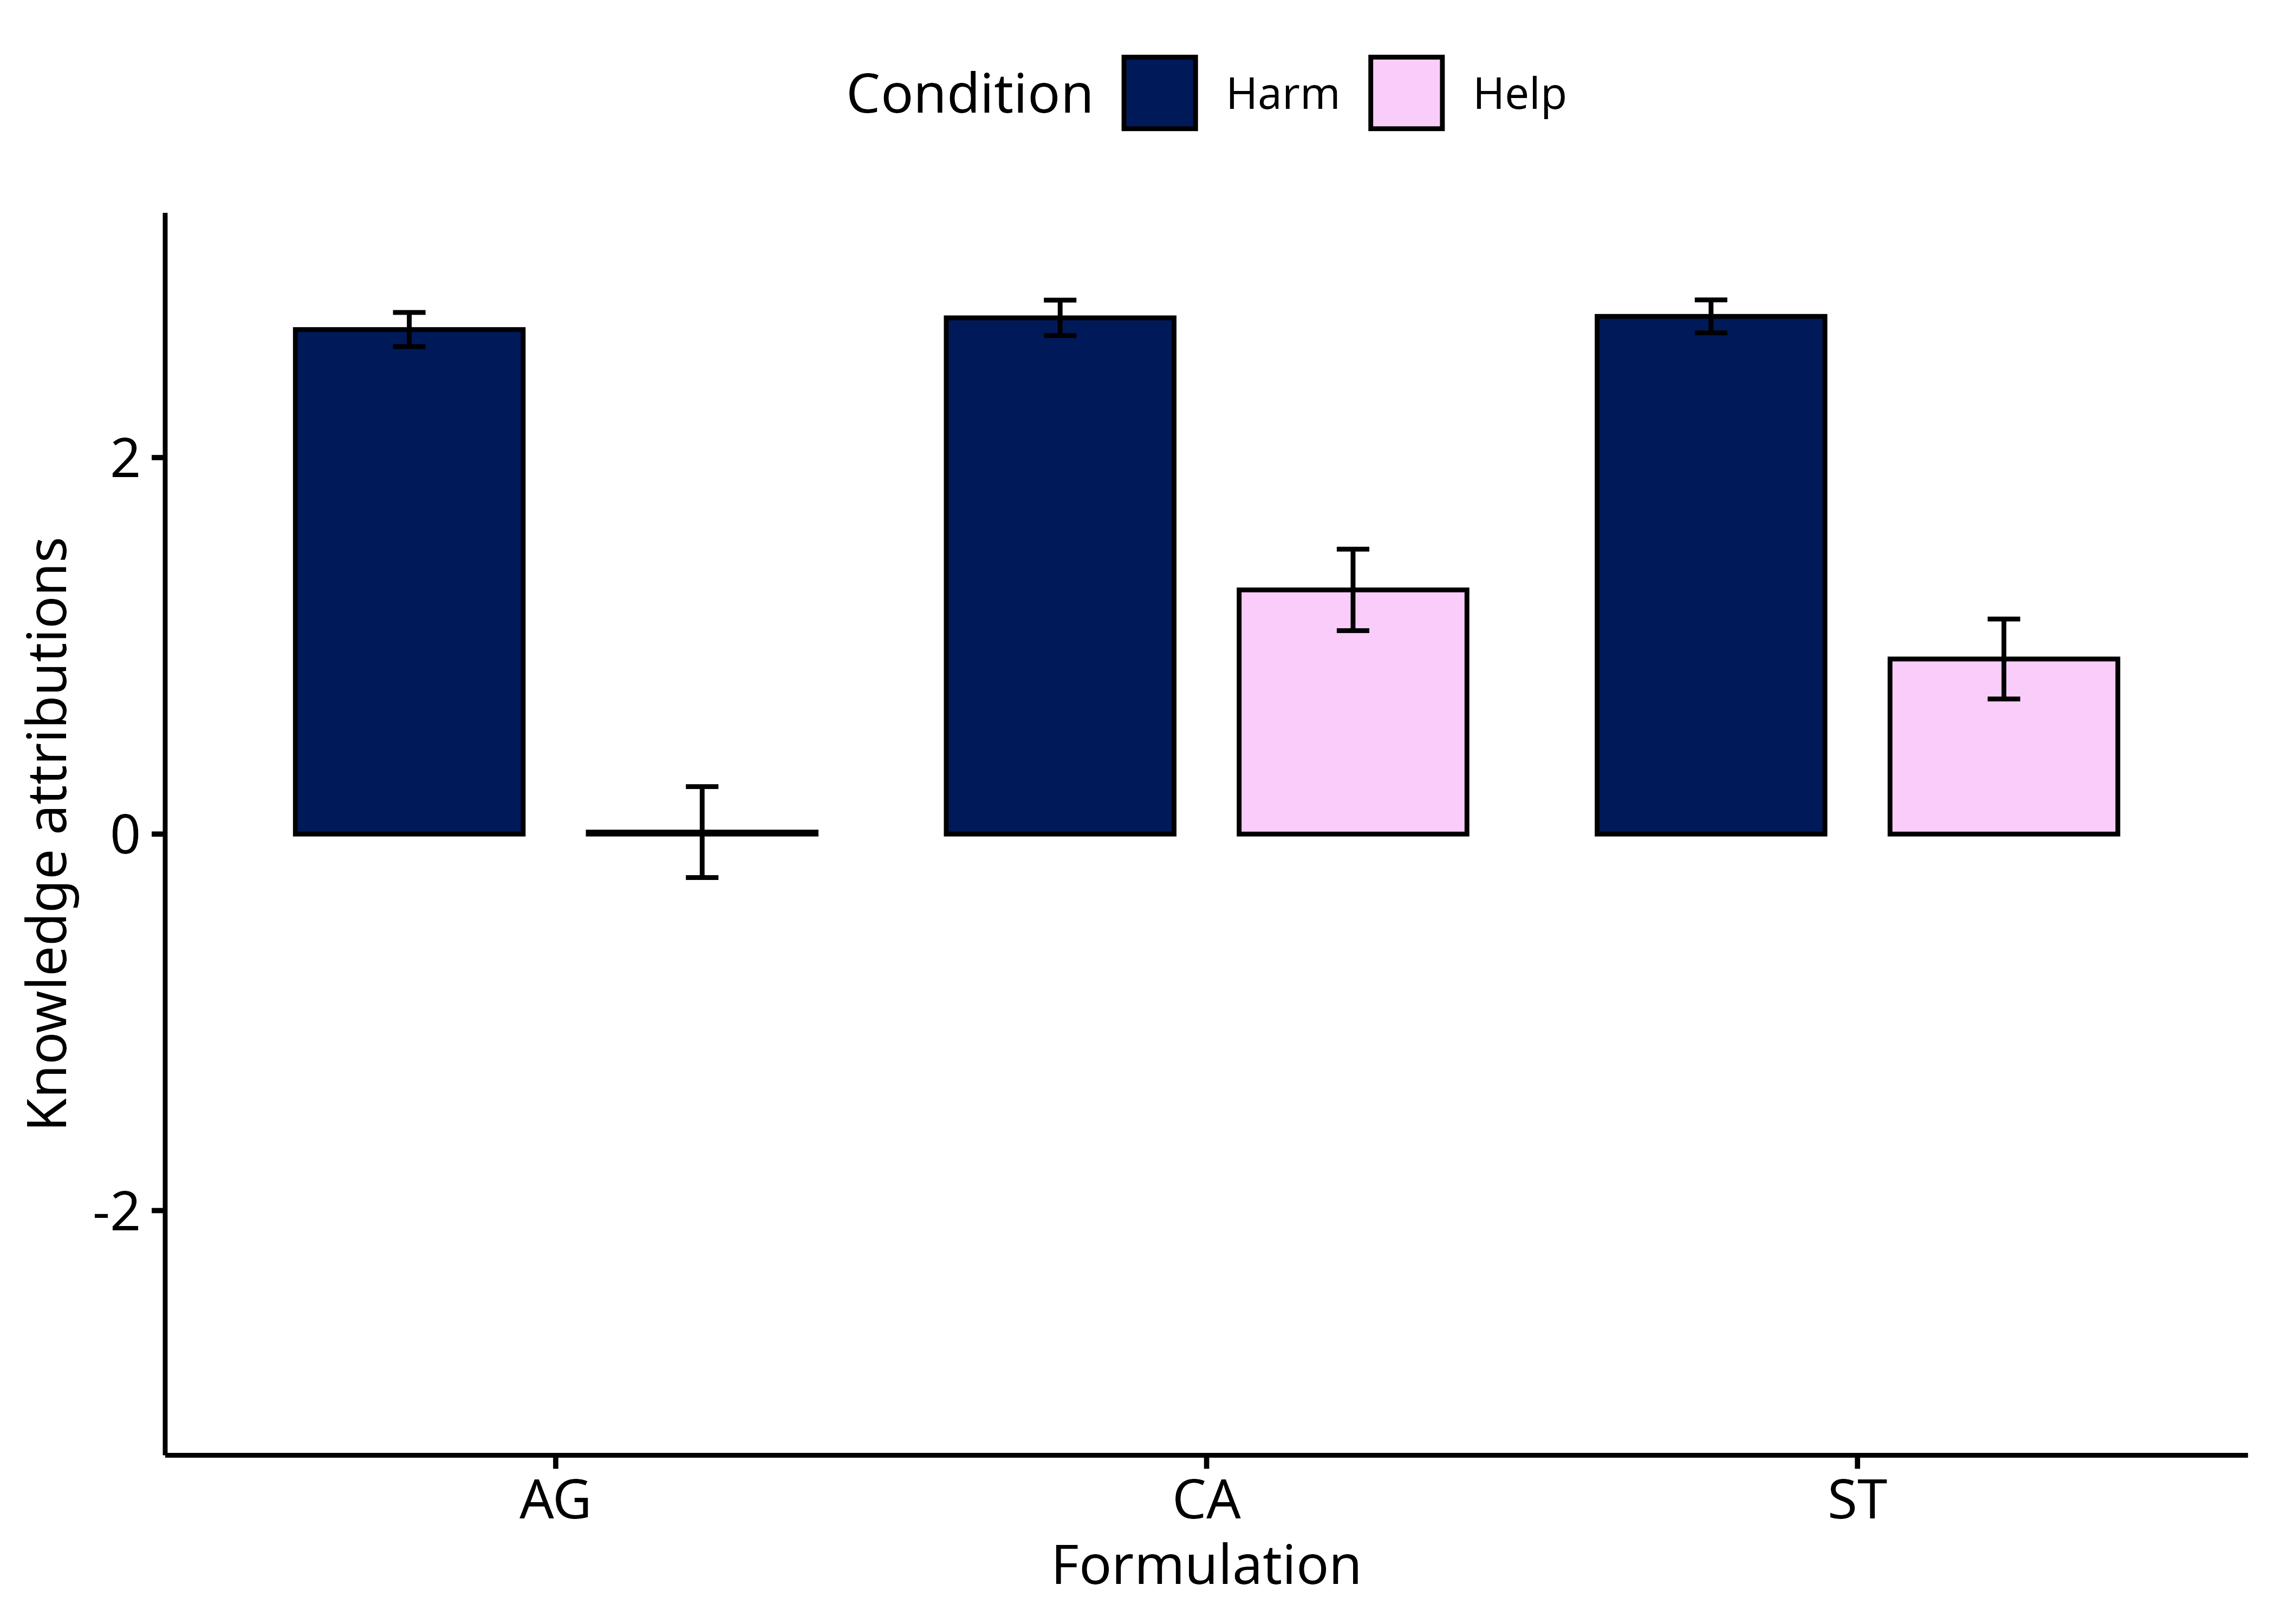 Condition Harm Help
Knowledge attributions
2
0
-2
AG CA ST
Formulation